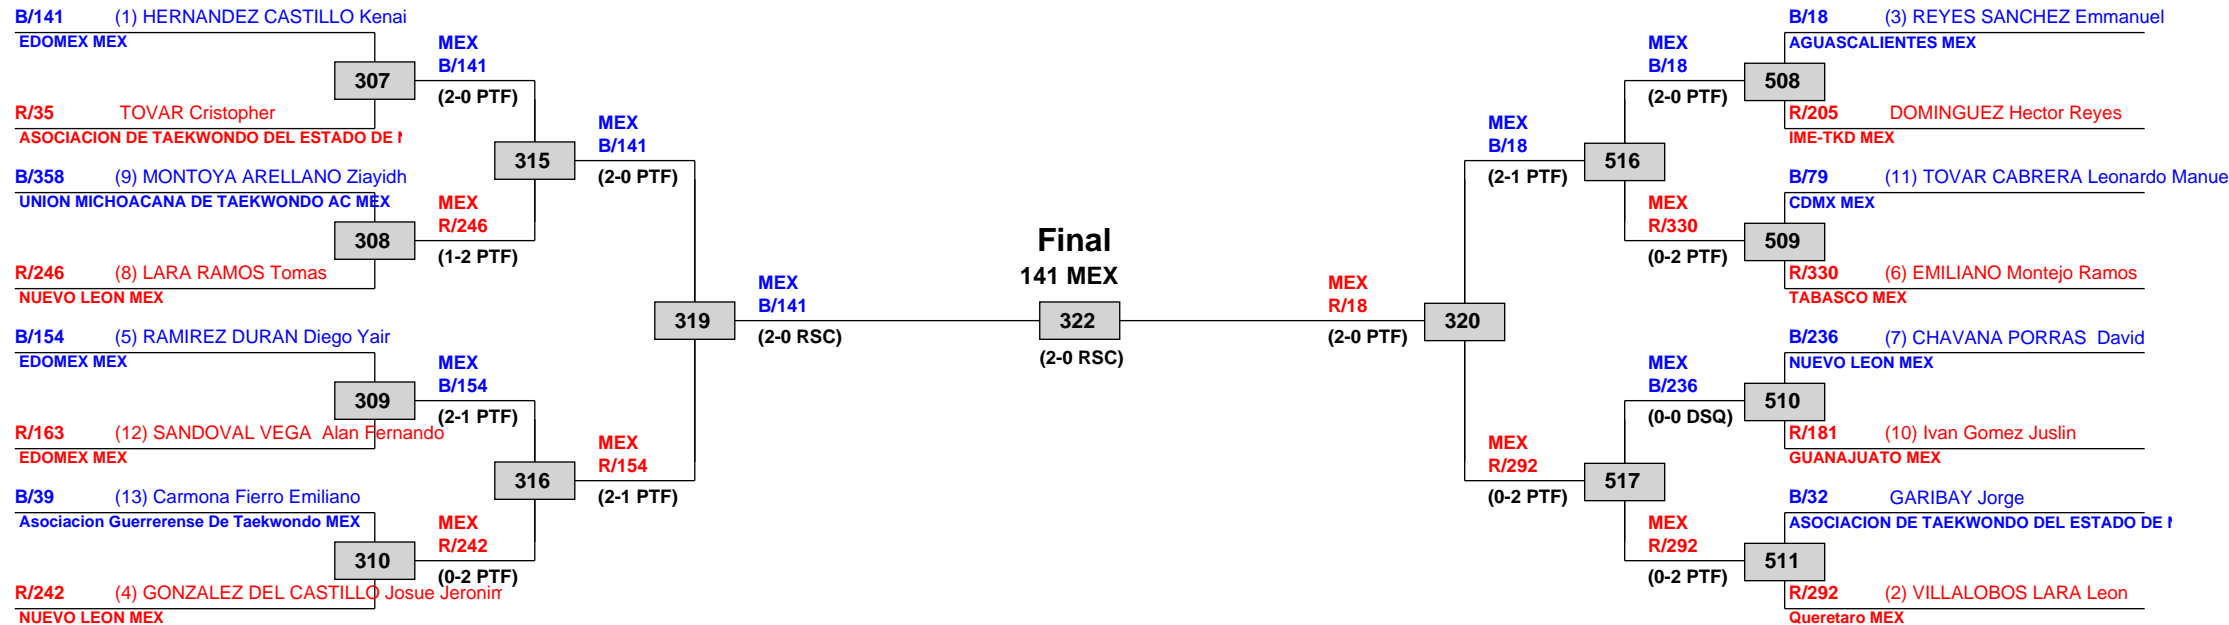 B/141 (1) HERNANDEZ CASTILLO Kenai
EDOMEX MEX
307
R/35 TOVAR Cristopher
ASOCIACION DE TAEKWONDO DEL ESTADO DE
MEX
B/141
(2-0 PTF)
B/358 (9) MONTOYA ARELLANO Ziayidh
UNION MICHOACANA DE TAEKWONDO AC MEX
308
R/246 (8) LARA RAMOS Tomas
NUEVO LEON MEX
MEX
R/246
(1-2 PTF)
315
MEX
B/141
(2-0 PTF)
B/154 (5) RAMIREZ DURAN Diego Yair
EDOMEX MEX
309
R/163 (12) SANDOVAL VEGA Alan Fernando
EDOMEX MEX
MEX
B/154
(2-1 PTF)
B/39 (13) Carmona Fierro Emiliano
Asociacion Guerrerense De Taekwondo MEX
310
R/242 (4) GONZALEZ DEL CASTILLO Josue Jeronim
NUEVO LEON MEX
MEX
R/242
(0-2 PTF)
316
MEX
R/154
(2-1 PTF)
319
MEX
B/141
(2-0 RSC)
Final
141 MEX
322
(2-0 RSC)
MEX
R/18
(2-0 PTF)
320
MEX
B/18
(2-1 PTF)
516
MEX
B/18
(2-0 PTF)
B/18 (3) REYES SANCHEZ Emmanuel
AGUASCALIENTES MEX
508
R/205 DOMINGUEZ Hector Reyes
IME-TKD MEX
MEX
R/330
(0-2 PTF)
B/79 (11) TOVAR CABRERA Leonardo Manue
CDMX MEX
509
R/330 (6) EMILIANO Montejo Ramos
TABASCO MEX
MEX
R/292
(0-2 PTF)
517
MEX
B/236
(0-0 DSQ)
B/236 (7) CHAVANA PORRAS David
NUEVO LEON MEX
510
R/181 (10) Ivan Gomez Juslin
GUANAJUATO MEX
MEX
R/292
(0-2 PTF)
B/32 GARIBAY Jorge
ASOCIACION DE TAEKWONDO DEL ESTADO DE
511
R/292 (2) VILLALOBOS LARA Leon
Queretaro MEX